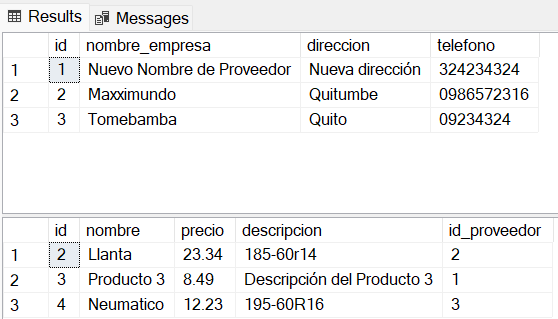 Results Messages
id nombre_empresa direccion telefono
1 1 Nuevo Nombre de Proveedor Nueva dirección 324234324
2 2 Maxximundo Quitumbe 0986572316
3 3 Tomebamba Quito 09234324
id nombre precio descripcion id_proveedor
1 2 Llanta 23.34 185-60r14 2
2 3 Producto 3 8.49 Descripción del Producto 3 1
3 4 Neumatico 12.23 195-60R16 3